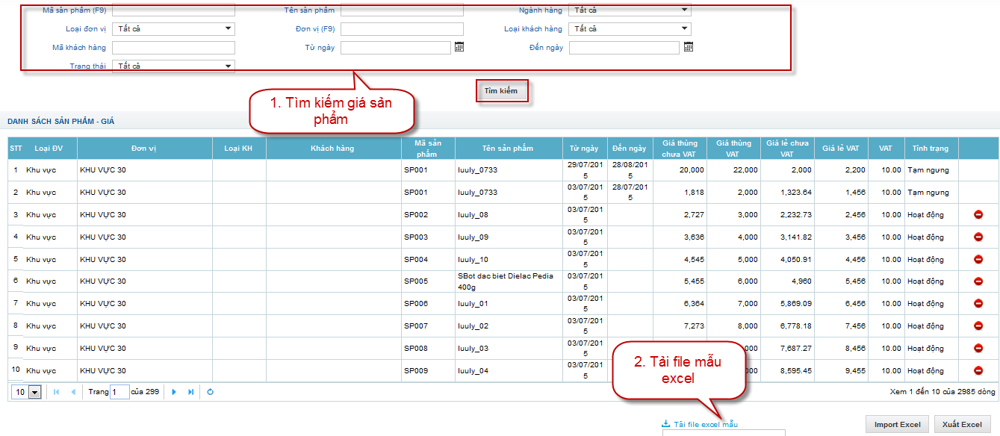 Mã sản phẩm (F9) Tên sản phẩm Ngành hàng Tất cả
Loại đơn vị Tất cả Đơn vị (F9) Loại khách hàng Tất cả
Mã khách hàng Từ ngày Đến ngày
Trạng thái Tất cả
Tìm kiếm
1. Tìm kiếm giá sản
phẩm
DANH SÁCH SẢN PHẨM - GIÁ
STT Loại ĐV Đơn vị Loại KH Khách hàng Mã sản phẩm Tên sản phẩm Từ ngày Đến ngày Giá thùng chưa VAT Giá thùng VAT Giá lẻ chưa VAT Giá lẻ VAT VAT Tình trạng
1 Khu vực KHU VỰC 30 SP001 luuly_0733 29/07/2015 28/08/2015 20,000 22,000 2,000 2,200 10.00 Tạm ngưng
2 Khu vực KHU VỰC 30 SP001 luuly_0733 03/07/2015 28/07/2015 1,818 2,000 1,323.64 1,456 10.00 Tạm ngưng
3 Khu vực KHU VỰC 30 SP002 luuly_08 03/07/2015 2,727 3,000 2,232.73 2,456 10.00 Hoạt động
4 Khu vực KHU VỰC 30 SP003 luuly_09 03/07/2015 3,636 4,000 3,141.82 3,456 10.00 Hoạt động
5 Khu vực KHU VỰC 30 SP004 luuly_10 03/07/2015 4,545 5,000 4,050.91 4,456 10.00 Hoạt động
6 Khu vực KHU VỰC 30 SP005 SBot dac biet Dielac Pedia 400g 03/07/2015 5,455 6,000 4,960 5,456 10.00 Hoạt động
7 Khu vực KHU VỰC 30 SP006 luuly_01 03/07/2015 6,364 7,000 5,869.09 6,456 10.00 Hoạt động
8 Khu vực KHU VỰC 30 SP007 luuly_02 03/07/2015 7,273 8,000 6,778.18 7,456 10.00 Hoạt động
9 Khu vực KHU VỰC 30 SP008 luuly_03 03/07/2015 000 7,687.27 8,456 10.00 Hoạt động
10 Khu vực KHU VỰC 30 SP009 luuly_04 03/07/2015 000 8,595.45 9,455 10.00 Hoạt động
2. Tải file mẫu
excel
10 Trang 1 của 299 Xem 1 đến 10 của 2985 dòng
Tải file excel mẫu Import Excel Xuất Excel